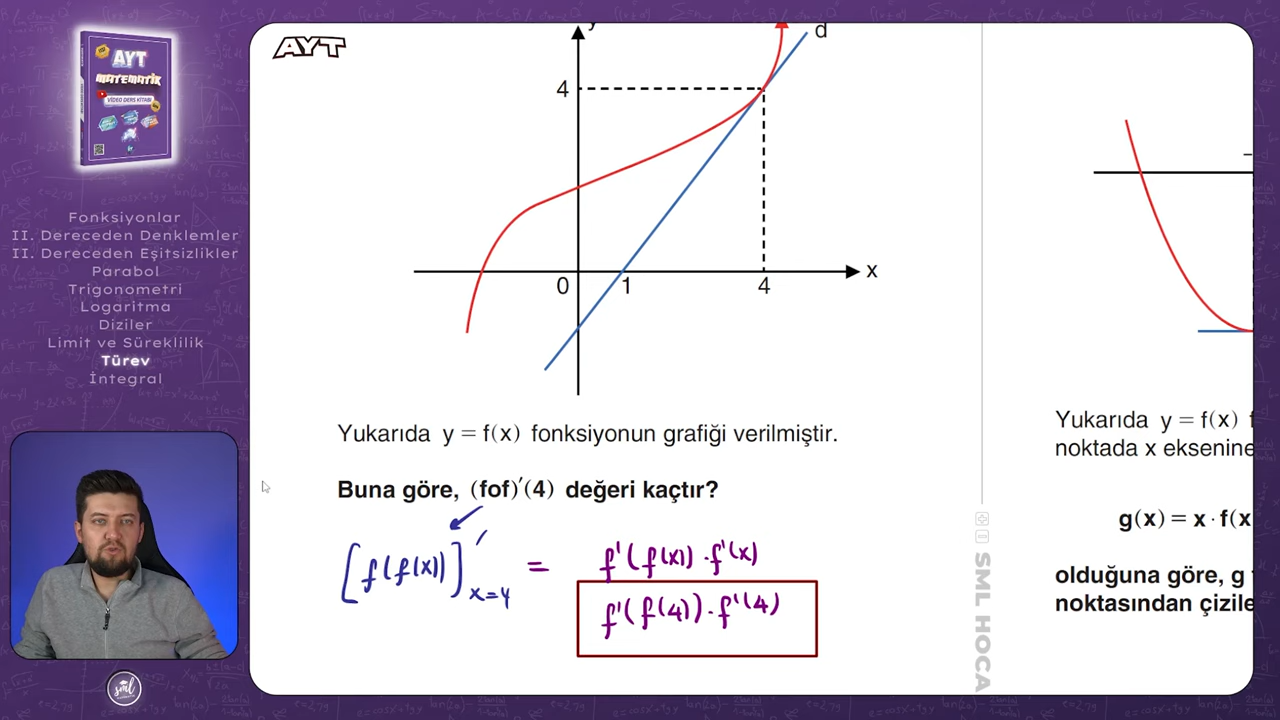 AYT
MATEMATİK
VİDEO DERS KİTABI
Fonksiyonlar
II. Dereceden Denklemler
II. Dereceden Eşitsizlikler
Parabol
Trigonometri
Logaritma
Diziler
Limit ve Süreklilik
Türev
İntegral
sml
AYT
y
d
4
0
1
4
x
Yukarıda y = f(x) fonksiyonun grafiği verilmiştir.
Buna göre, (fof)′(4) değeri kaçtır?
[f(f(x))]′ x=4 = f'(f(x)) · f'(x)
f'(f(4)) · f'(4)
SML HOCA
–
Yukarıda y = f(x) f
noktada x eksenine
g(x) = x · f(x
olduğuna göre, g
noktasından çizile